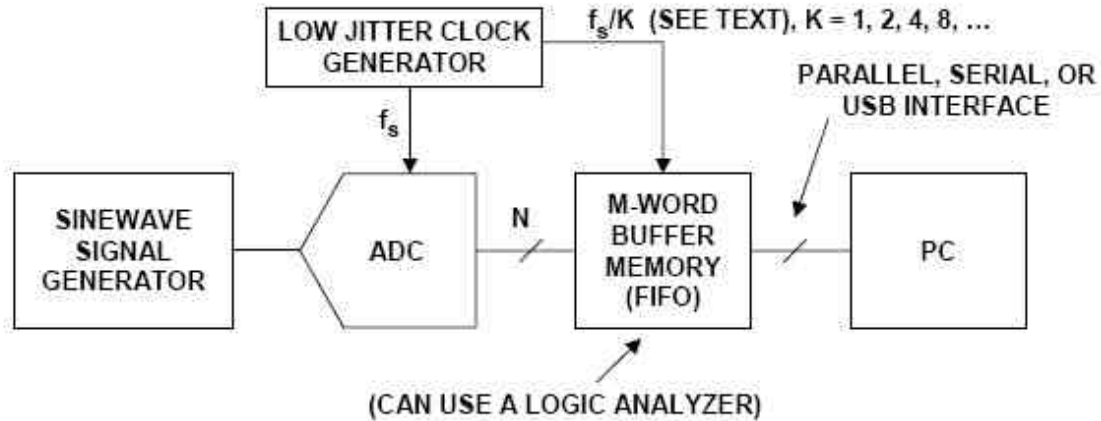 LOW JITTER CLOCK
GENERATOR
fs/K (SEE TEXT), K = 1, 2, 4, 8, ...
PARALLEL, SERIAL, OR
USB INTERFACE
fs
SINEWAVE
SIGNAL
GENERATOR
ADC
N
M-WORD
BUFFER
MEMORY
(FIFO)
PC
(CAN USE A LOGIC ANALYZER)